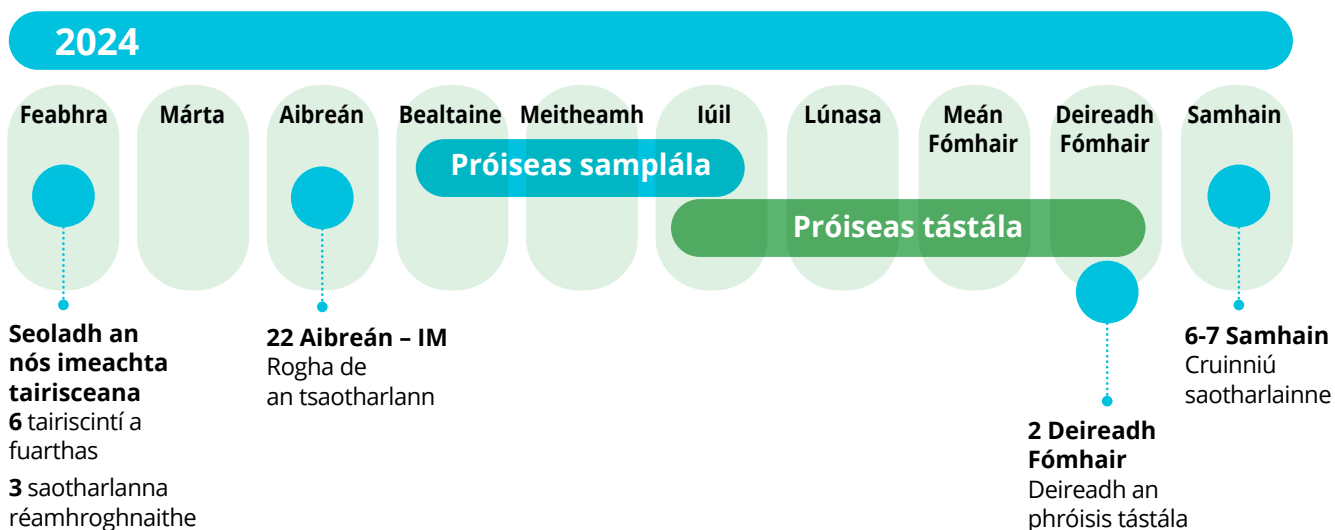 2024
Feabhra
Márta
Aibreán
Bealtaine
Meitheamh
Iúil
Lúnasa
Meán
Fómhair
Deireadh
Fómhair
Samhain
Próiseas samplála
Próiseas tástála
Seoladh an
nós imeachta
tairisceana
6 tairiscintí a
fuarthas
3 saotharlanna
réamhroghnaithe
22 Aibreán – IM
Rogha de
an tsaotharlann
2 Deireadh
Fómhair
Deireadh an
phróisis tástála
6-7 Samhain
Cruinniú
saotharlainne